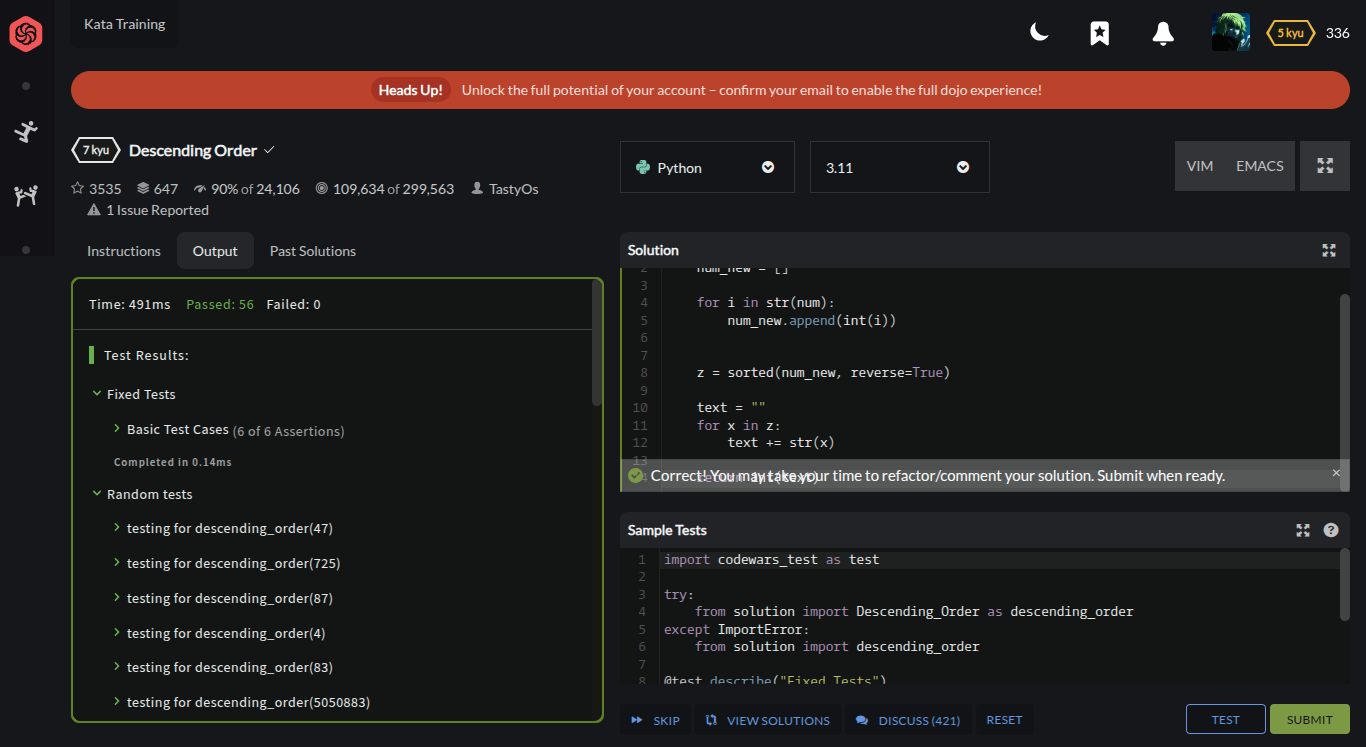 Kata Training
5 kyu 336
Heads Up! Unlock the full potential of your account – confirm your email to enable the full dojo experience!
7 kyu Descending Order
3535 647 90% of 24,106 109,634 of 299,563 TastyOs
1 Issue Reported
Python 3.11 VIM EMACS
Instructions Output Past Solutions
Time: 491ms Passed: 56 Failed: 0
Test Results:
Fixed Tests
Basic Test Cases (6 of 6 Assertions)
Completed in 0.14ms
Random tests
testing for descending_order(47)
testing for descending_order(725)
testing for descending_order(87)
testing for descending_order(4)
testing for descending_order(83)
testing for descending_order(5050883)
Solution
2 num_new = []
3
4 for i in str(num):
5 num_new.append(int(i))
6
7
8 z = sorted(num_new, reverse=True)
9
10 text = ""
11 for x in z:
12 text += str(x)
13
14 return int(text)
Correct! You may take your time to refactor/comment your solution. Submit when ready. ×
Sample Tests
1 import codewars_test as test
2
3 try:
4 from solution import Descending_Order as descending_order
5 except ImportError:
6 from solution import descending_order
7
8 @test.describe("Fixed Tests")
SKIP VIEW SOLUTIONS DISCUSS (421) RESET TEST SUBMIT